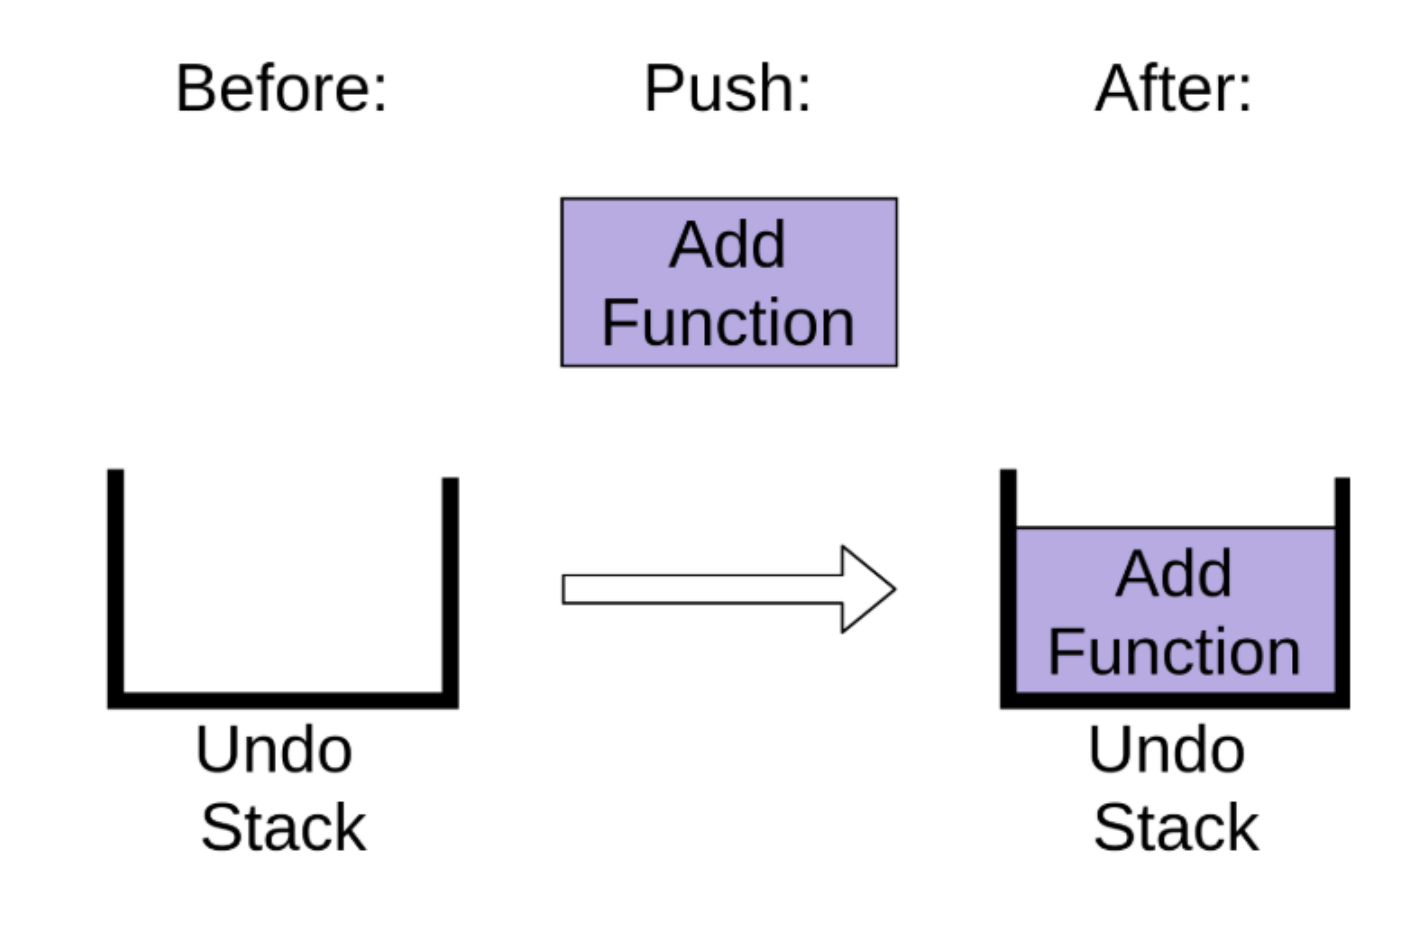 Before:
Push:
After:
Add
Function
Add
Function
Undo
Stack
Undo
Stack